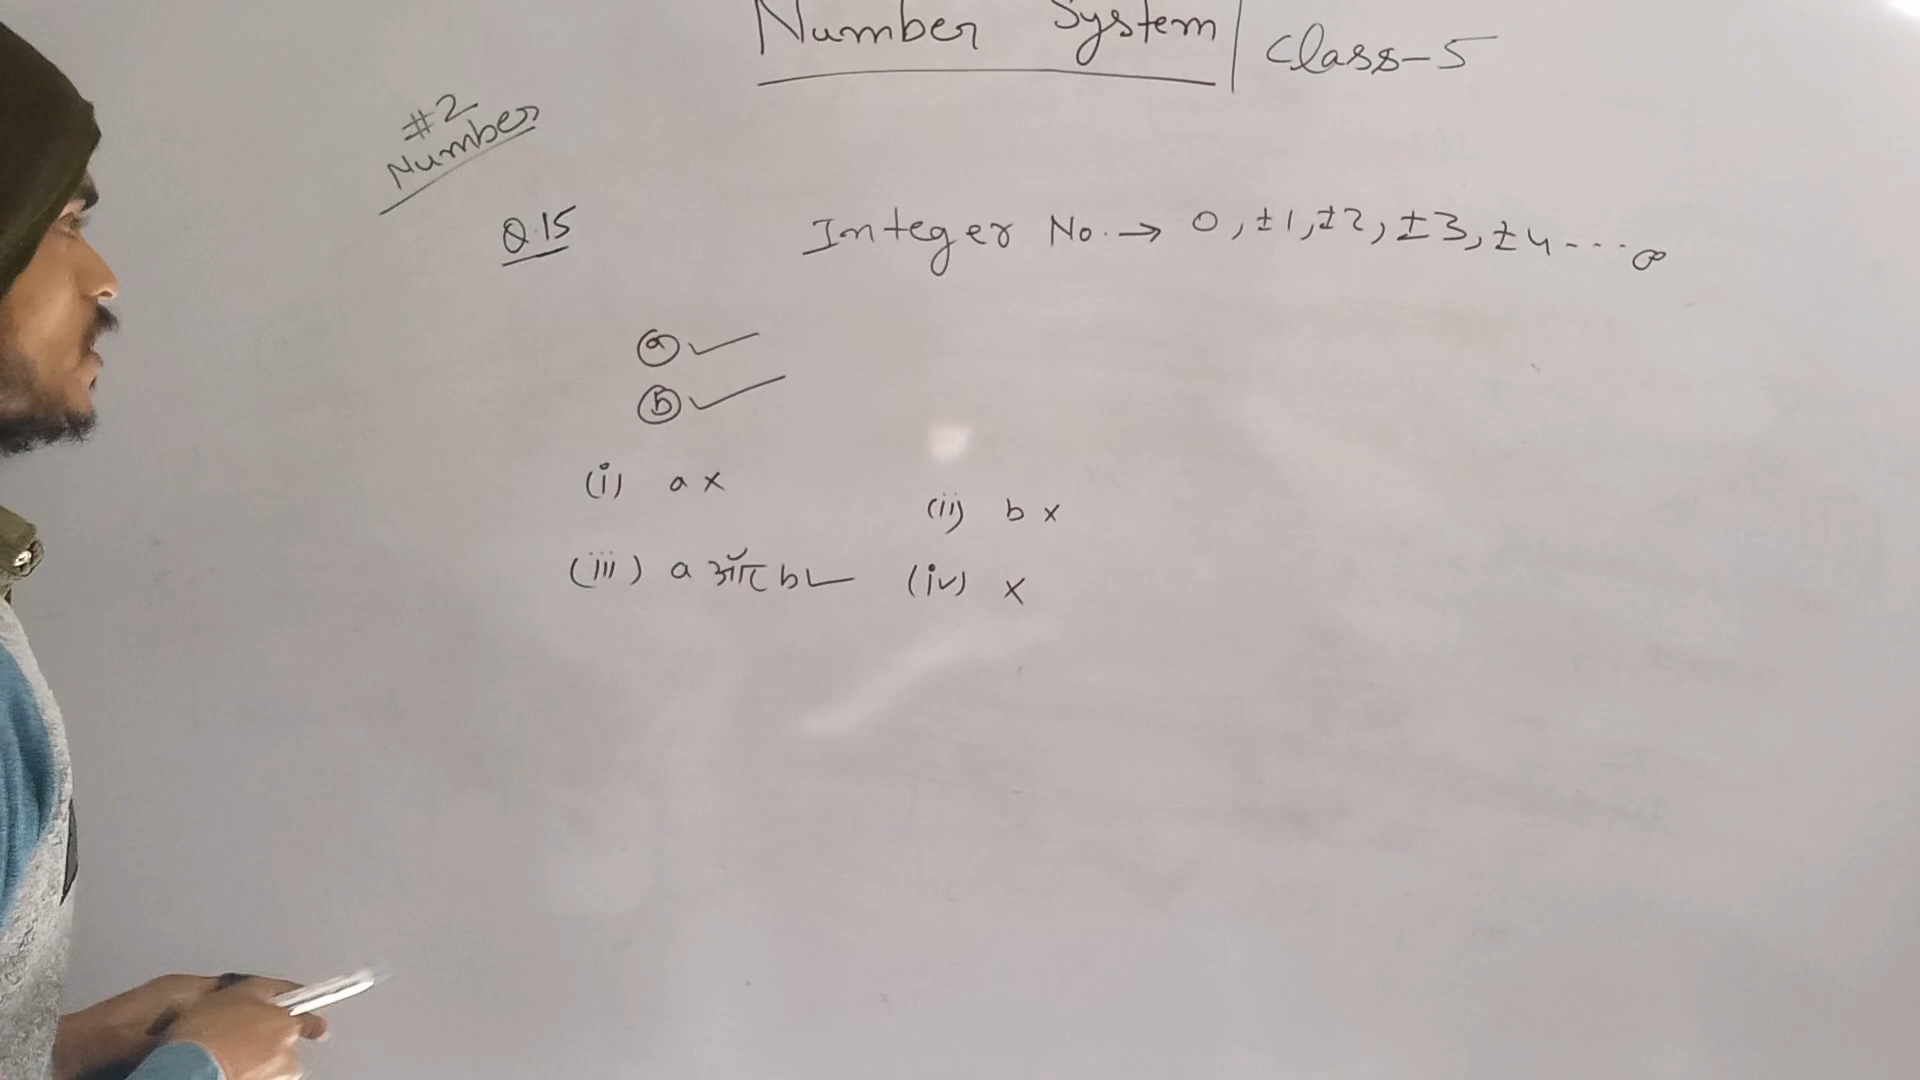 Number System | Class-5
#2
Number
Q.15 Integer No. → 0, ±1, ±2, ±3, ±4 .... ∞
ⓐ ✓
ⓑ ✓
(i) a × (ii) b ×
(iii) a और b ✓ (iv) ×